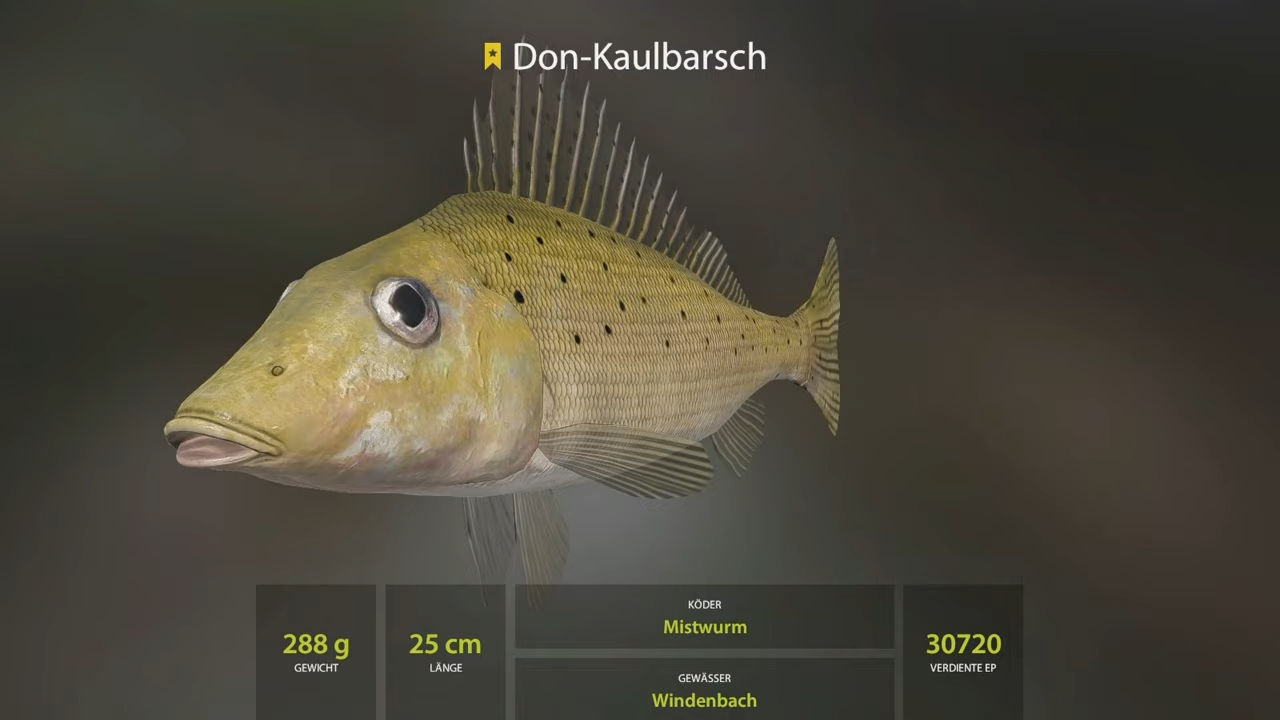 Don-Kaulbarsch
288 g
GEWICHT
25 cm
LÄNGE
KÖDER
Mistwurm
GEWÄSSER
Windenbach
30720
VERDIENTE EP